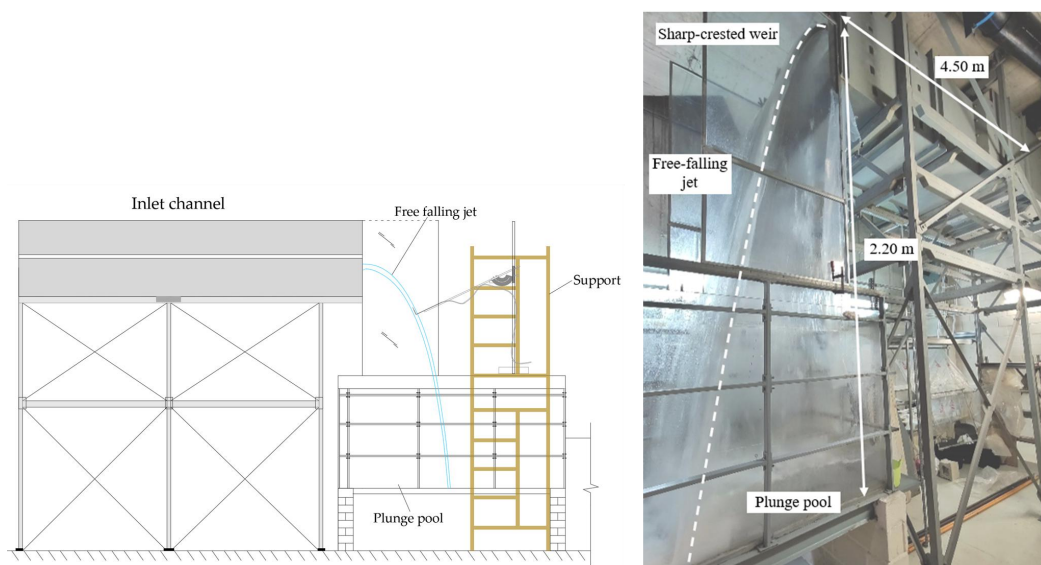 Inlet channel
Free falling jet
Support
Plunge pool
Sharp-crested weir
4.50 m
Free-falling
jet
2.20 m
Plunge pool